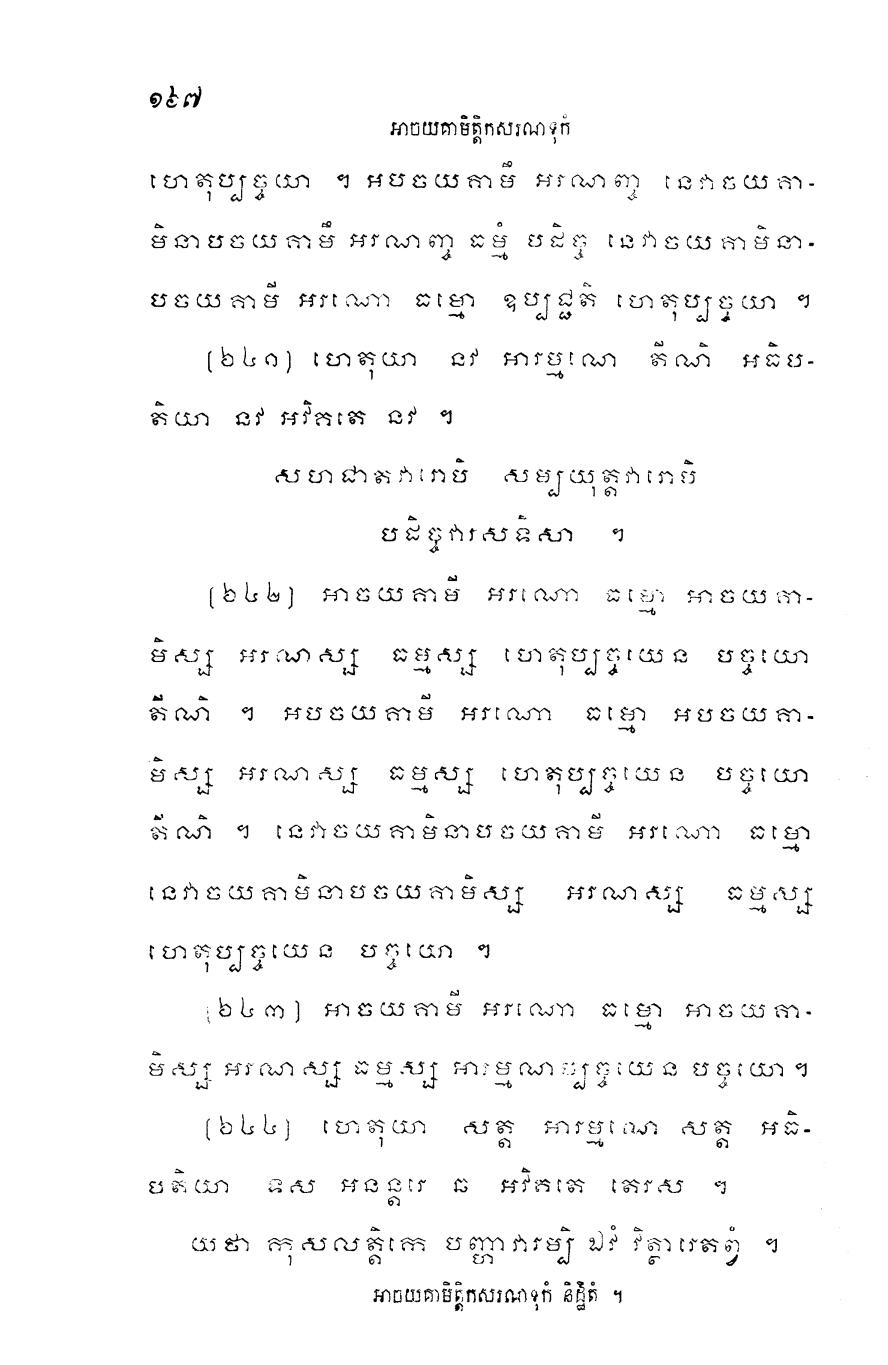 ១៩៧
អាចយគាមិត្តិកសរណទុកំ
ហេតុប្បច្ចយា ។ អបចយគាមឹ អរណញ្ច នេវាចយគា-
មិនាបចយគាមឹ អរណញ្ច ធម្មំ បដិច្ច នេវាចយគាមិនា-
បចយគាមី អរណោ ធម្មោ ឧប្បជ្ជតិ ហេតុប្បច្ចយា ។
(៦៤១) ហេតុយា នវ អារម្មណេ តីណិ អធិប-
តិយា នវ អវិគតេ នវ ។
សហជាតវារោបិ សម្បយុត្តវារោបិ
បដិច្ចវារសទិសា ។
(៦៤២) អាចយគាមី អរណោ ធម្មោ អាចយគា-
មិស្ស អរណស្ស ធម្មស្ស ហេតុប្បច្ចយេន បច្ចយោ
តីណិ ។ អបចយគាមី អរណោ ធម្មោ អបចយគា-
មិស្ស អរណស្ស ធម្មស្ស ហេតុប្បច្ចយេន បច្ចយោ
តីណិ ។ នេវាចយគាមិនាបចយគាមី អរណោ ធម្មោ
នេវាចយគាមិនាបចយគាមិស្ស អរណស្ស ធម្មស្ស
ហេតុប្បច្ចយេន បច្ចយោ ។
(៦៤៣) អាចយគាមី អរណោ ធម្មោ អាចយគា-
មិស្ស អរណស្ស ធម្មស្ស អារម្មណប្បច្ចយេន បច្ចយោ។
(៦៤៤) ហេតុយា សត្ត អារម្មណេ សត្ត អធិ-
បតិយា ទស អនន្តរេ ឆ អវិគតេ តេរស ។
យថា កុសលត្តិកេ បញ្ហាវារម្បិ ឯវំ វិត្ថារេតព្វំ ។
អាចយគាមិត្តិកសរណទុកំ និដ្ឋិតំ ។